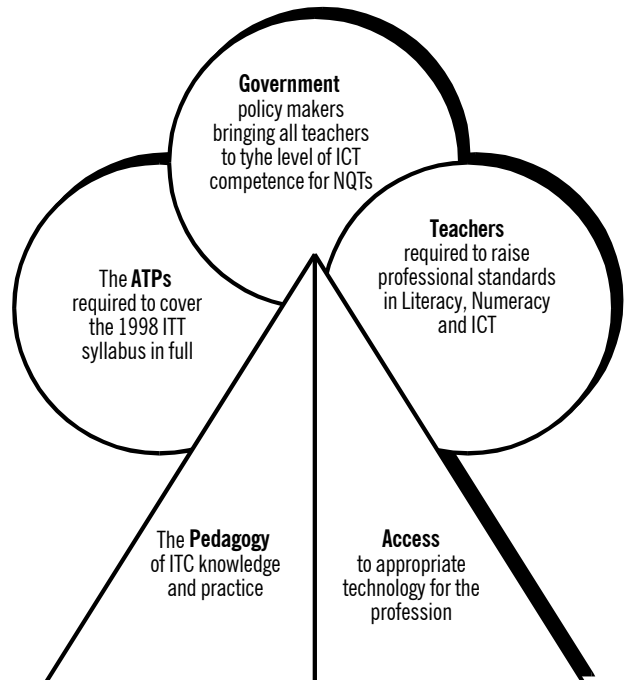 Government
policy makers
bringing all teachers
to tyhe level of ICT
competence for NQTs
Teachers
required to raise
professional standards
in Literacy, Numeracy
and ICT
The ATPs
required to cover
the 1998 ITT
syllabus in full
The Pedagogy
of ITC knowledge
and practice
Access
to appropriate
technology for the
profession